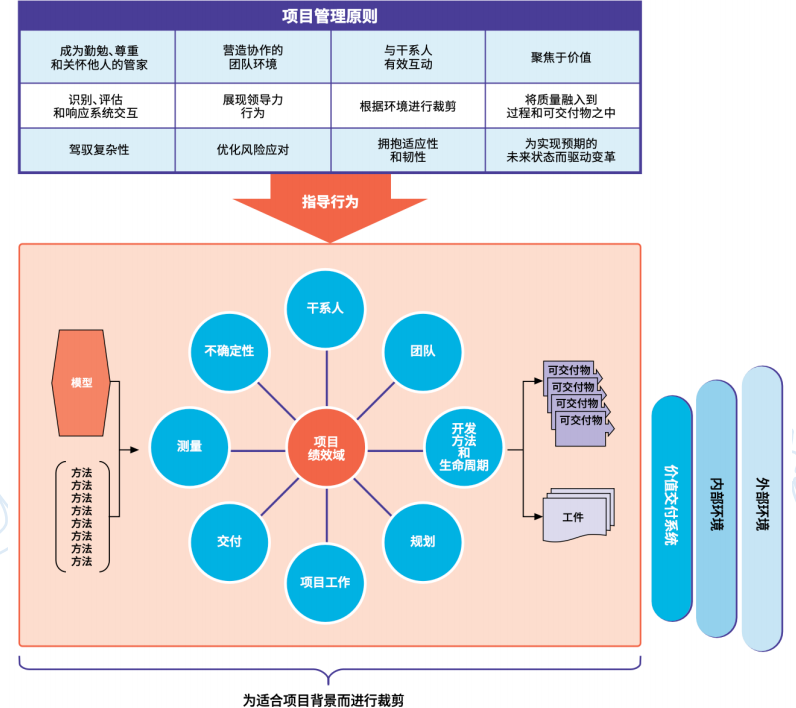 项目管理原则
成为勤勉、尊重
和关怀他人的管家
营造协作的
团队环境
与干系人
有效互动
聚焦于价值
识别、评估
和响应系统交互
展现领导力
行为
根据环境进行裁剪
将质量融入到
过程和可交付物之中
驾驭复杂性
优化风险应对
拥抱适应性
和韧性
为实现预期的
未来状态而驱动变革
指导行为
干系人
不确定性
团队
模型
测量
项目
绩效域
开发
方法
和
生命周期
交付
规划
项目工作
方法
方法
方法
方法
方法
方法
方法
方法
可交付物
可交付物
可交付物
可交付物
工件
价值交付系统
内部环境
外部环境
为适合项目背景而进行裁剪